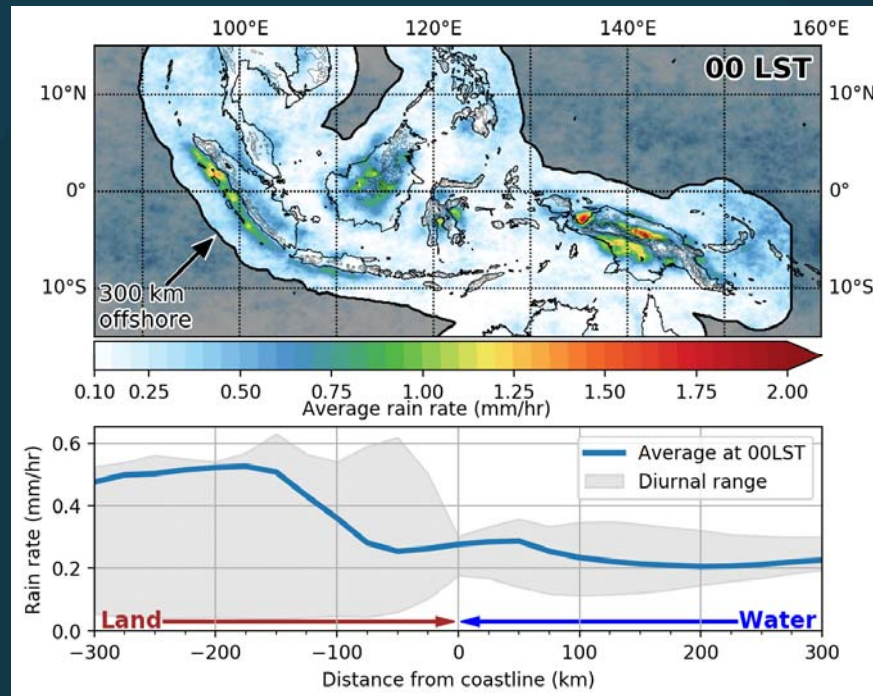 100°E 120°E 140°E 160°E
00 LST
10°N 10°N
0° 0°
10°S 10°S
300 km
offshore
0.10 0.25 0.50 0.75 1.00 1.25 1.50 1.75 2.00
Average rain rate (mm/hr)
Rain rate (mm/hr)
0.6
0.4
0.2
0.0
Average at 00LST
Diurnal range
Land Water
−300 −200 −100 0 100 200 300
Distance from coastline (km)